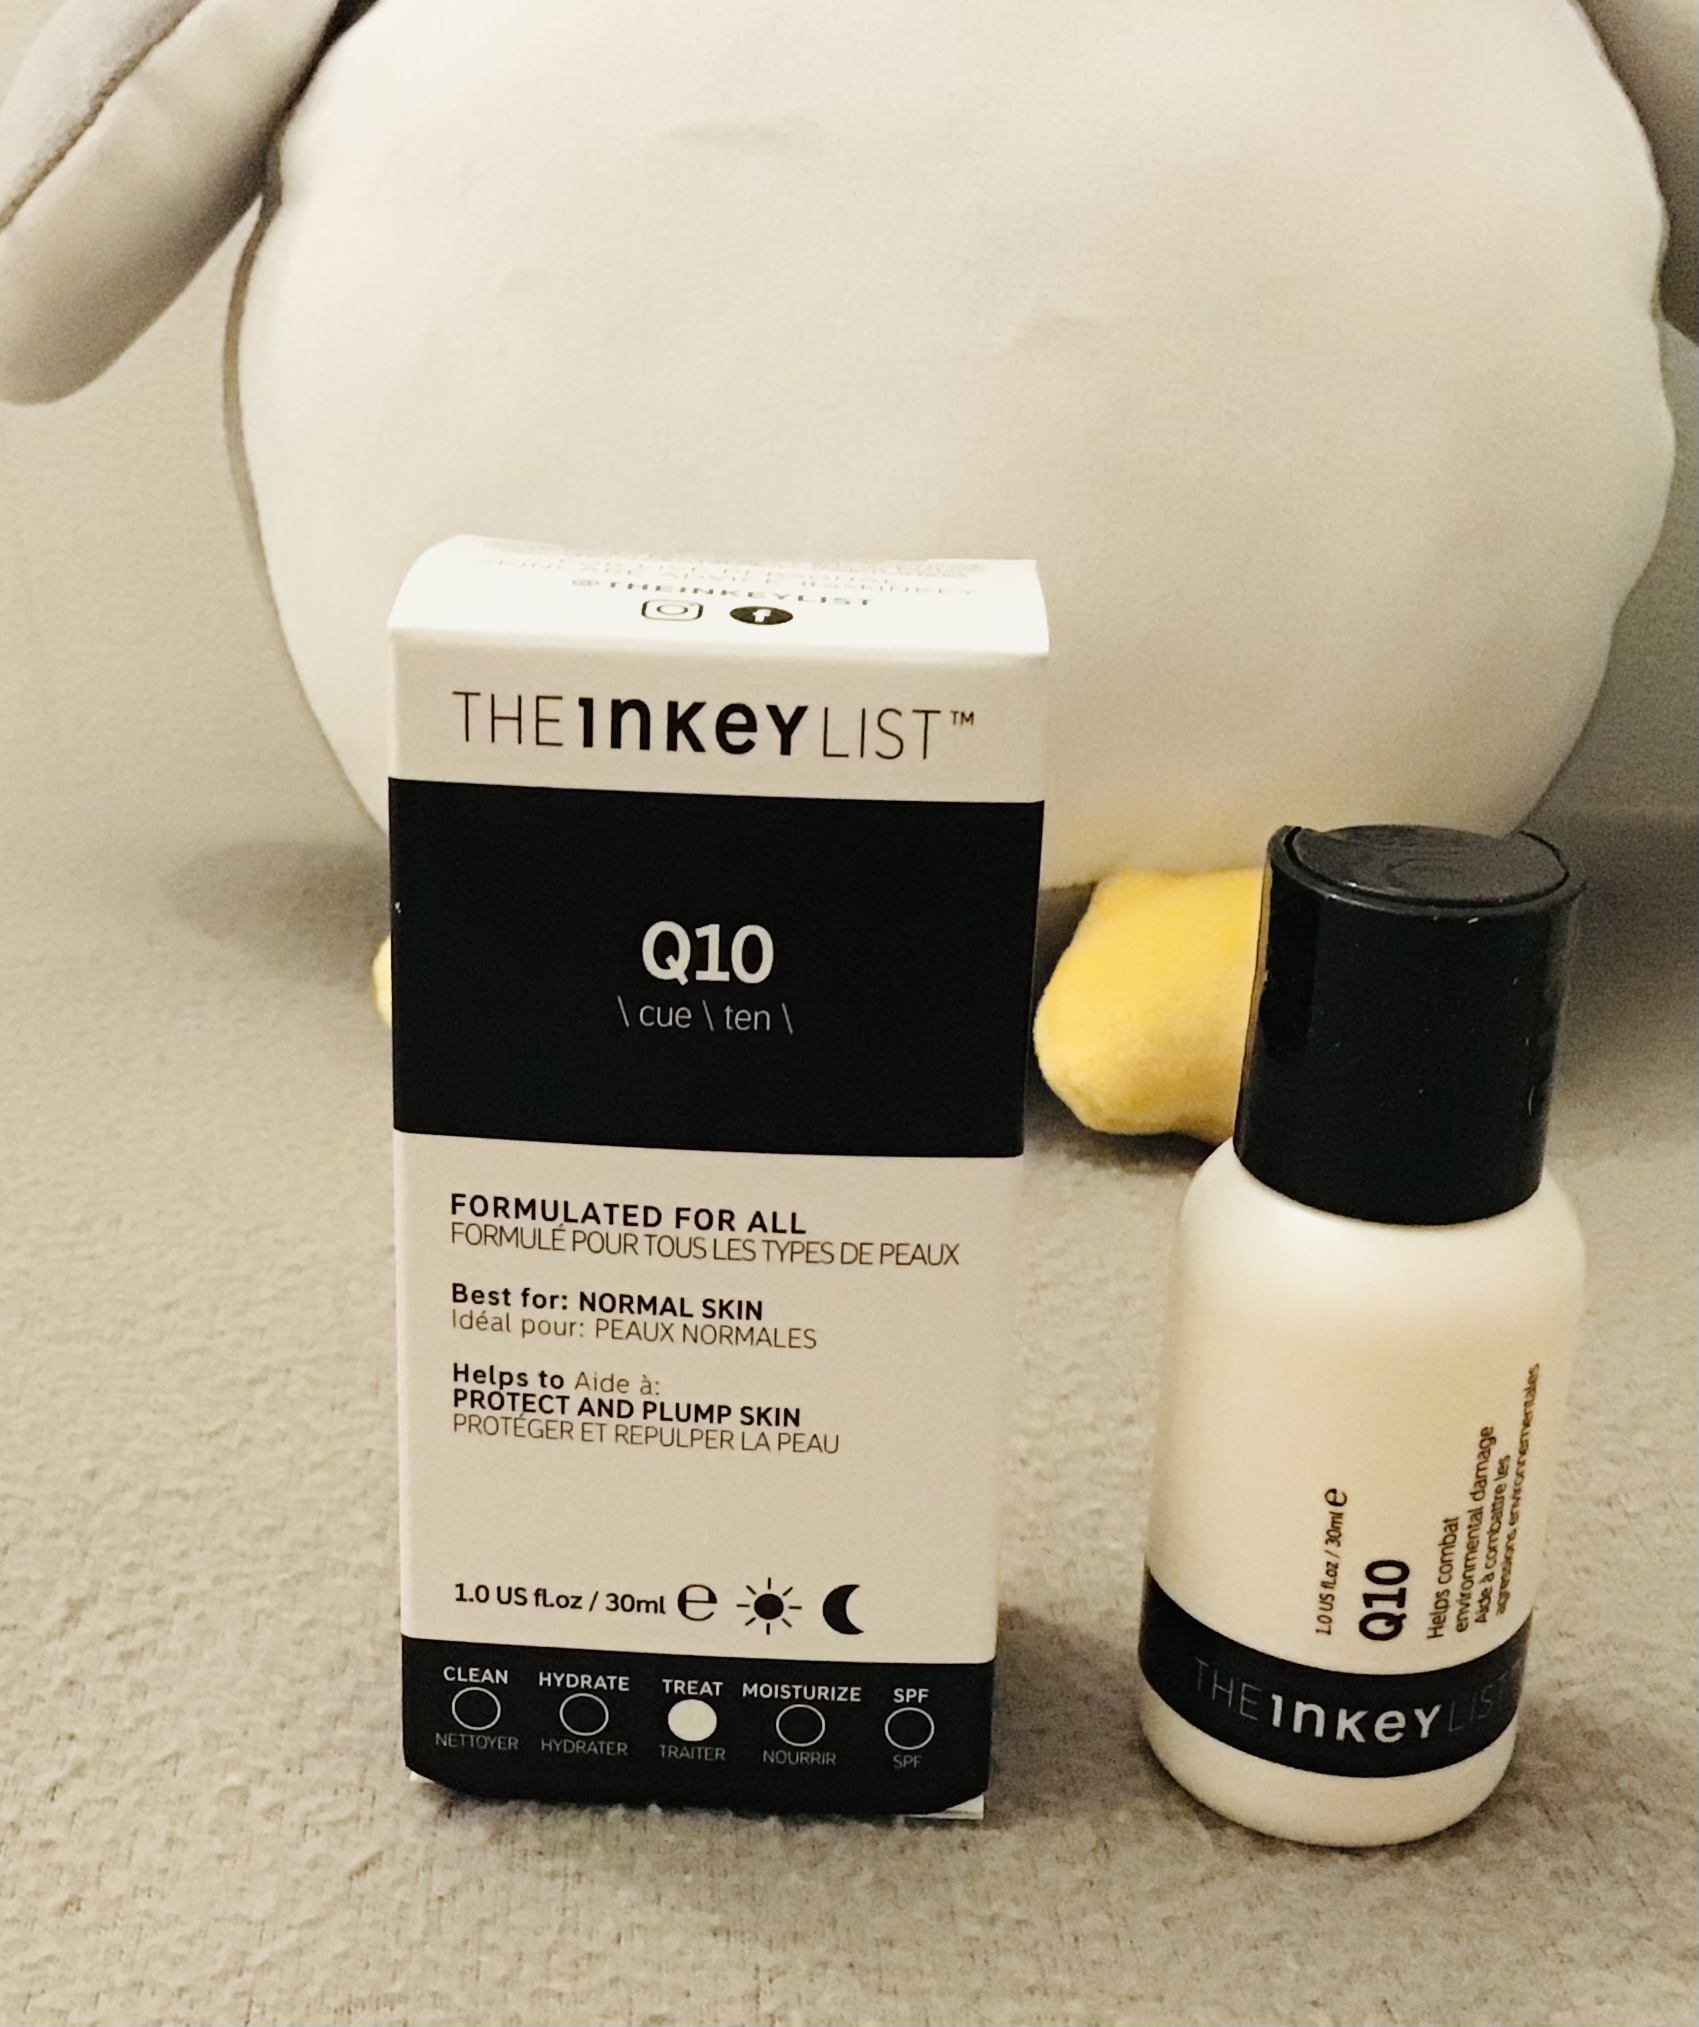 SKINCARE ADVICE #askINKEY
@THEINKEYLIST
THE INKEY LIST™
Q10
\ cue \ ten \
FORMULATED FOR ALL
FORMULÉ POUR TOUS LES TYPES DE PEAUX
Best for: NORMAL SKIN
Idéal pour: PEAUX NORMALES
Helps to Aide à:
PROTECT AND PLUMP SKIN
PROTÉGER ET REPULPER LA PEAU
1.0 US fl.oz / 30ml ℮
CLEAN HYDRATE TREAT MOISTURIZE SPF
NETTOYER HYDRATER TRAITER NOURRIR SPF
1.0 US fl.oz / 30ml ℮
Q10
Helps combat
environmental damage
Aide à combattre les
agressions environnementales
THE INKEY LIST